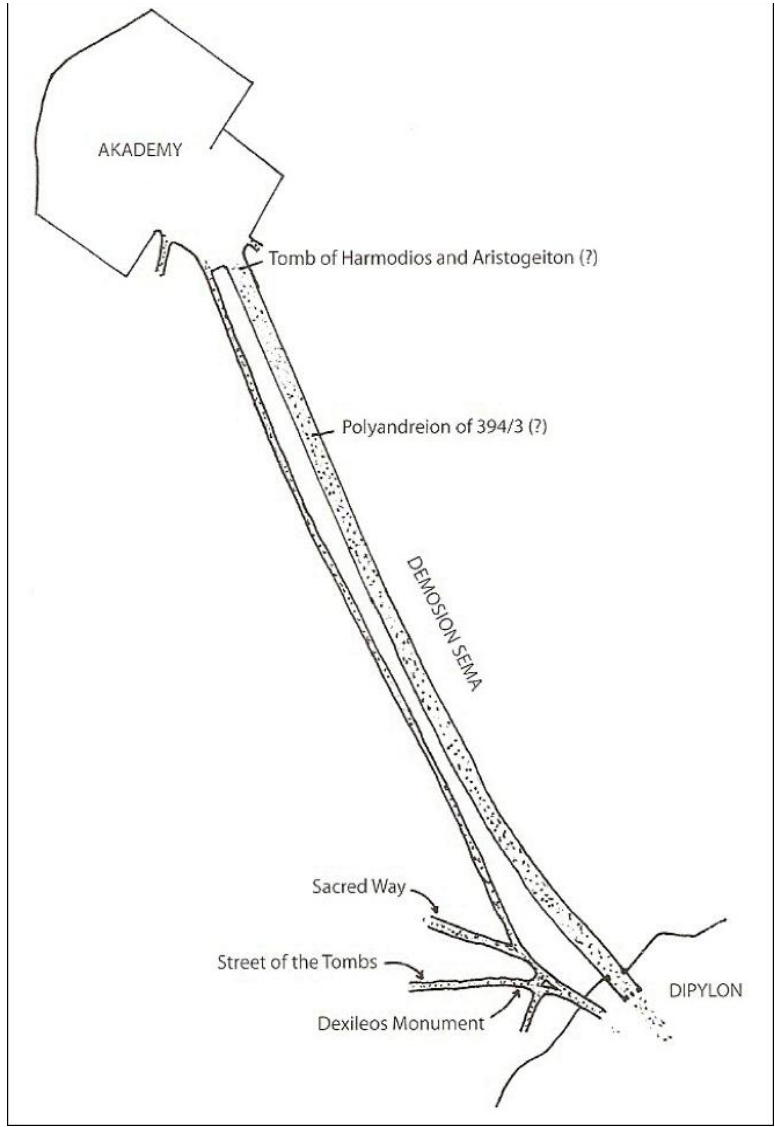 AKADEMY
Tomb of Harmodios and Aristogeiton (?)
Polyandreion of 394/3 (?)
DEMOSION SEMA
Sacred Way
Street of the Tombs
DIPYLON
Dexileos Monument